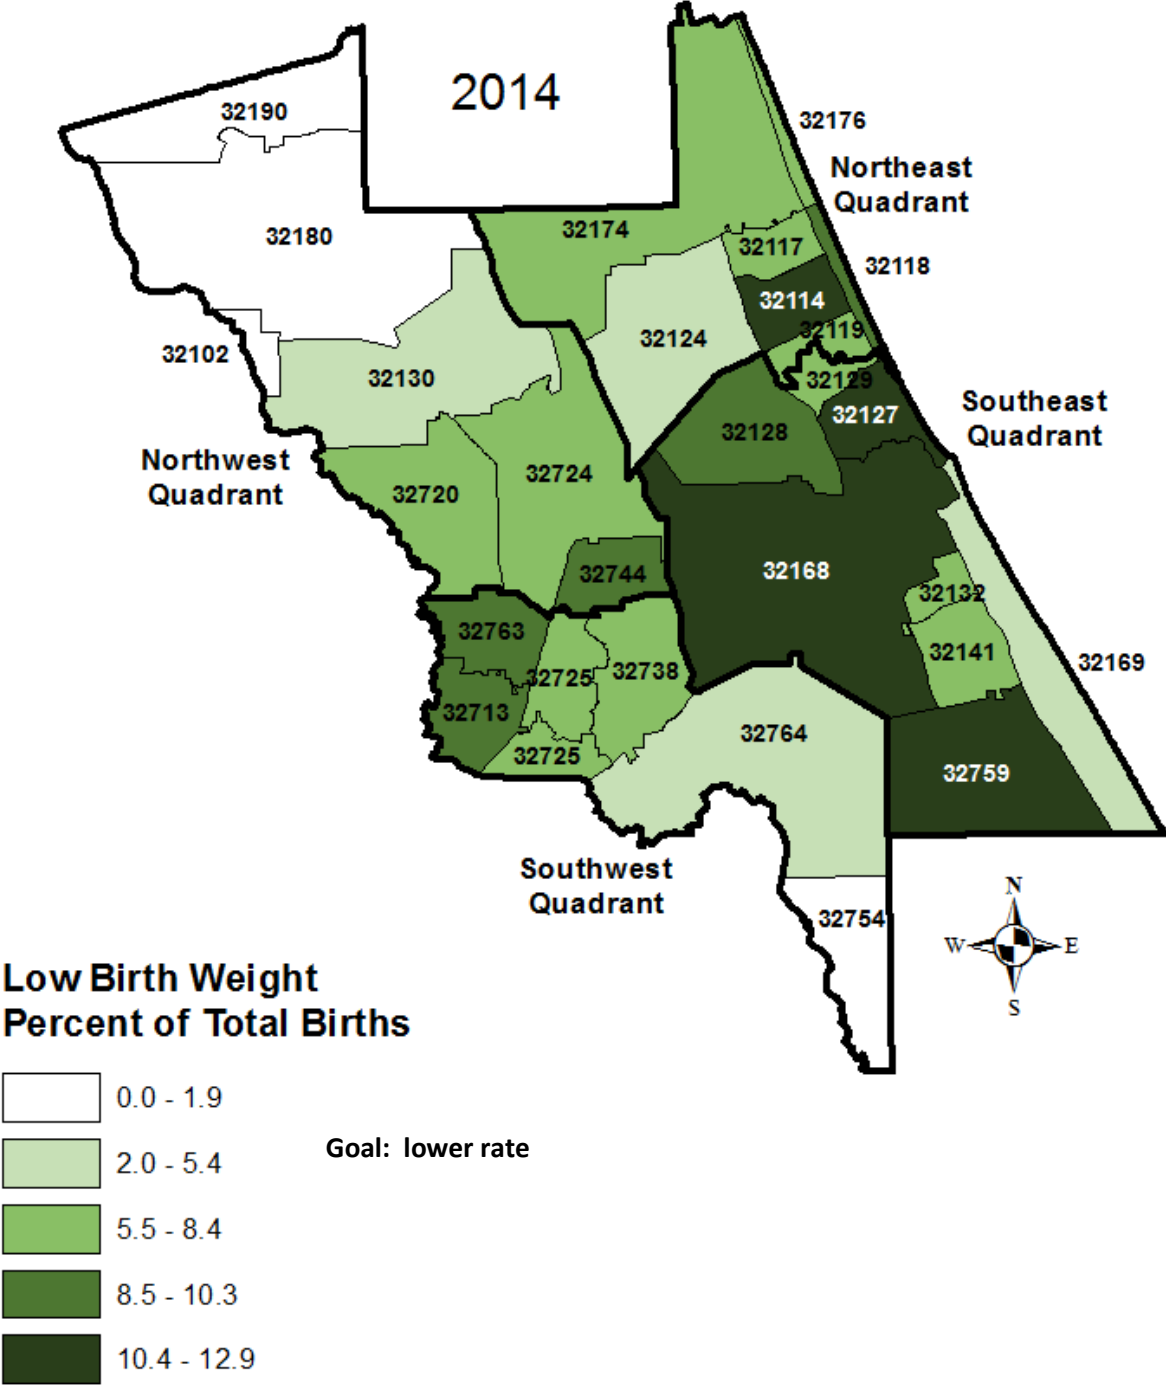 2014
32190
32176
Northeast
Quadrant
32180
32174
32117
32118
32114
32102
32124
32119
32130
32129
32127
Southeast
Quadrant
32128
Northwest
Quadrant
32724
32720
32168
32744
32132
32763
32141
32169
32725
32738
32713
32764
32725
32759
Southwest
Quadrant
32754
N
W
E
S
Low Birth Weight
Percent of Total Births
0.0 - 1.9
Goal: lower rate
2.0 - 5.4
5.5 - 8.4
8.5 - 10.3
10.4 - 12.9